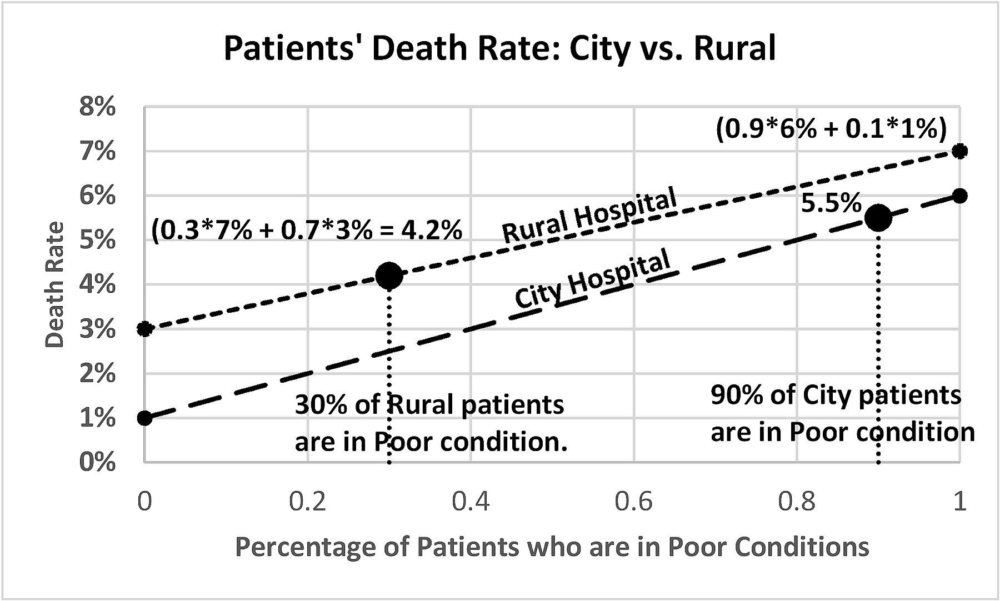 Patients' Death Rate: City vs. Rural
8%
7%
6%
5%
4%
3%
2%
1%
0%
Death Rate
(0.9*6% + 0.1*1%)
5.5%
Rural Hospital
(0.3*7% + 0.7*3% = 4.2%
City Hospital
30% of Rural patients
are in Poor condition.
90% of City patients
are in Poor condition
0 0.2 0.4 0.6 0.8 1
Percentage of Patients who are in Poor Conditions